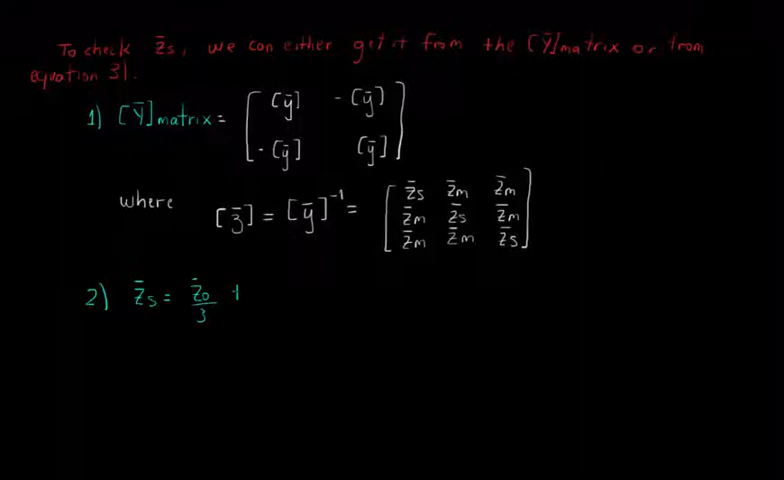 To check z̄s, we can either get it from the [Ȳ]matrix or from
equation 31.
1) [Ȳ]matrix = [ [ȳ] -[ȳ]
-[ȳ] [ȳ] ]
where [z̄] = [ȳ]⁻¹ = [ z̄s z̄m z̄m
z̄m z̄s z̄m
z̄m z̄m z̄s ]
2) z̄s = z̄0/3 +